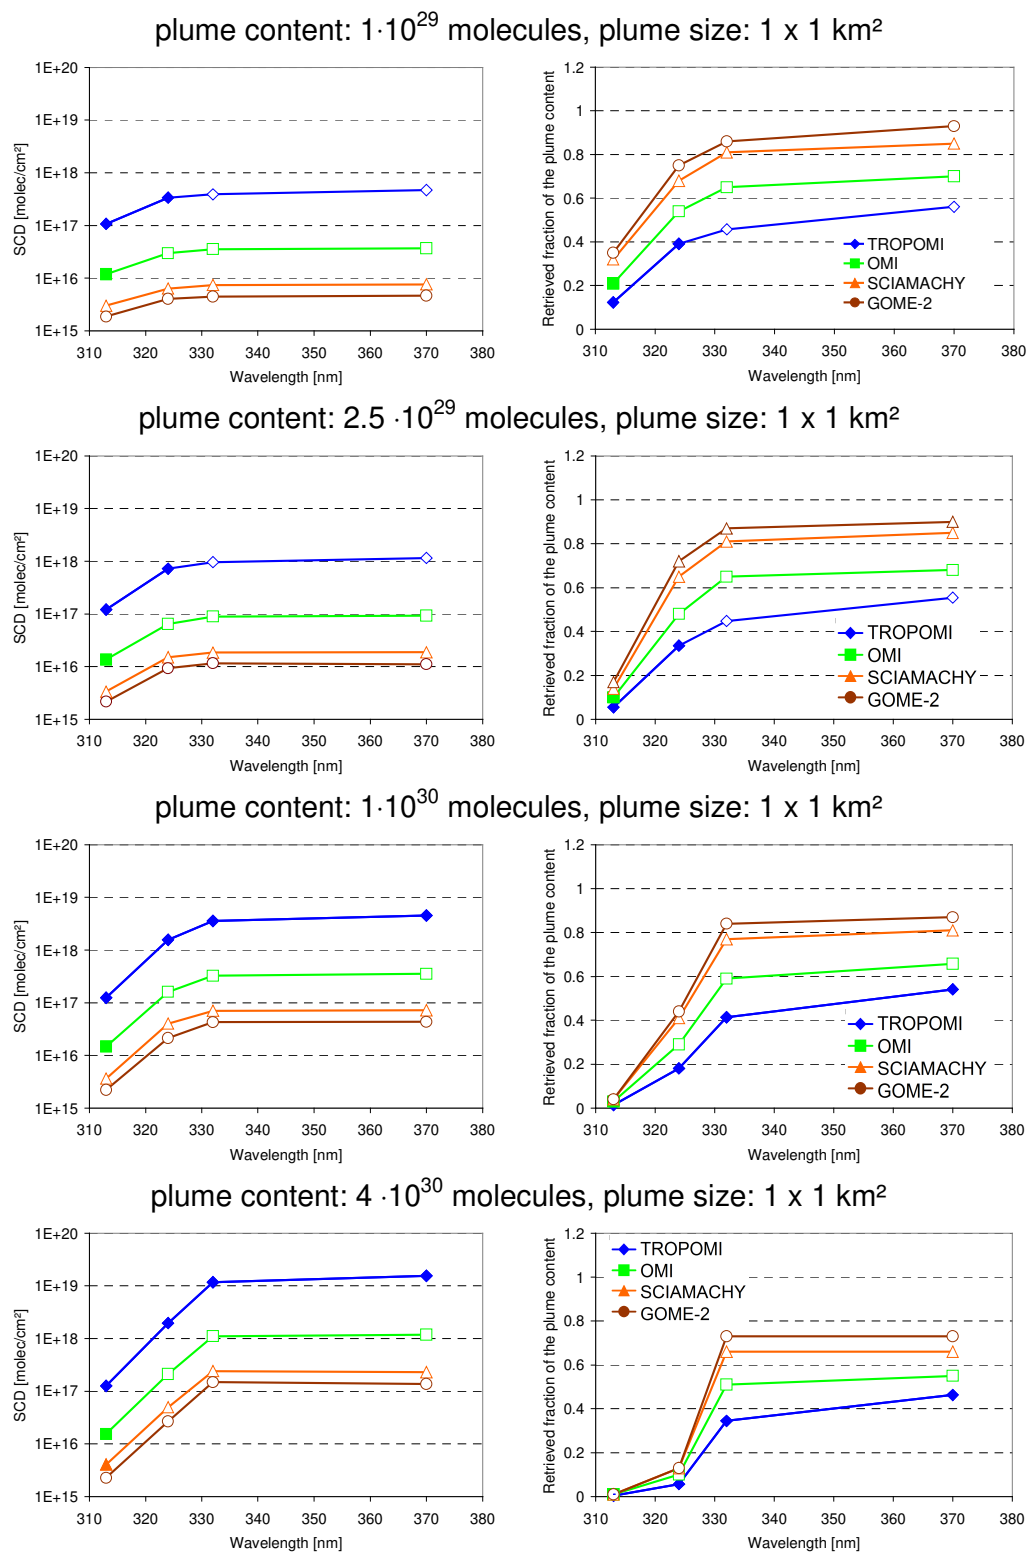 plume content: 1·10²⁹ molecules, plume size: 1 x 1 km²
SCD [molec/cm²]
1E+20
1E+19
1E+18
1E+17
1E+16
1E+15
310 320 330 340 350 360 370 380
Wavelength [nm]
Retrieved fraction of the plume content
1.2
1
0.8
0.6
0.4
0.2
0
TROPOMI
OMI
SCIAMACHY
GOME-2
310 320 330 340 350 360 370 380
Wavelength [nm]
plume content: 2.5 ·10²⁹ molecules, plume size: 1 x 1 km²
SCD [molec/cm²]
1E+20
1E+19
1E+18
1E+17
1E+16
1E+15
310 320 330 340 350 360 370 380
Wavelength [nm]
Retrieved fraction of the plume content
1.2
1
0.8
0.6
0.4
0.2
0
TROPOMI
OMI
SCIAMACHY
GOME-2
310 320 330 340 350 360 370 380
Wavelength [nm]
plume content: 1·10³⁰ molecules, plume size: 1 x 1 km²
SCD [molec/cm²]
1E+20
1E+19
1E+18
1E+17
1E+16
1E+15
310 320 330 340 350 360 370 380
Wavelength [nm]
Retrieved fraction of the plume content
1.2
1
0.8
0.6
0.4
0.2
0
TROPOMI
OMI
SCIAMACHY
GOME-2
310 320 330 340 350 360 370 380
Wavelength [nm]
plume content: 4 ·10³⁰ molecules, plume size: 1 x 1 km²
SCD [molec/cm²]
1E+20
1E+19
1E+18
1E+17
1E+16
1E+15
310 320 330 340 350 360 370 380
Wavelength [nm]
Retrieved fraction of the plume content
1.2
1
0.8
0.6
0.4
0.2
0
TROPOMI
OMI
SCIAMACHY
GOME-2
310 320 330 340 350 360 370 380
Wavelength [nm]